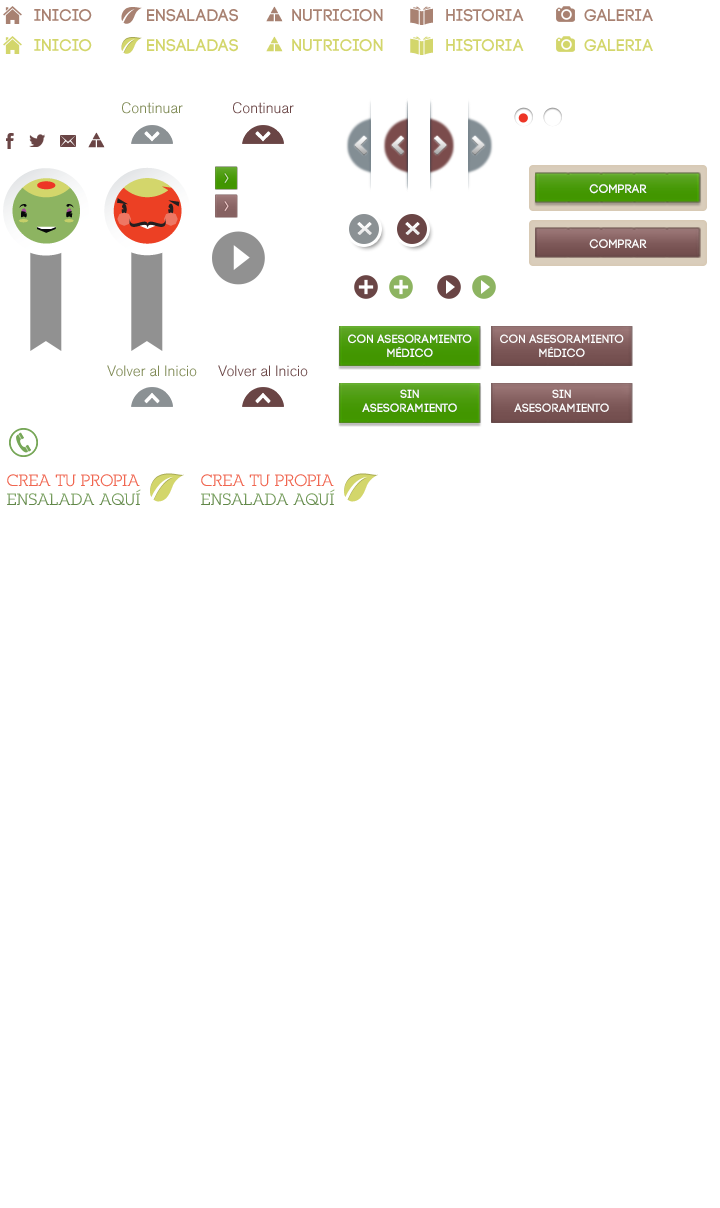 INICIO ENSALADAS NUTRICION HISTORIA GALERIA
INICIO ENSALADAS NUTRICION HISTORIA GALERIA
Continuar Continuar
COMPRAR
COMPRAR
CON ASESORAMIENTO
MÉDICO
CON ASESORAMIENTO
MÉDICO
Volver al Inicio Volver al Inicio
SIN
ASESORAMIENTO
SIN
ASESORAMIENTO
CREA TU PROPIA
ENSALADA AQUÍ
CREA TU PROPIA
ENSALADA AQUÍ